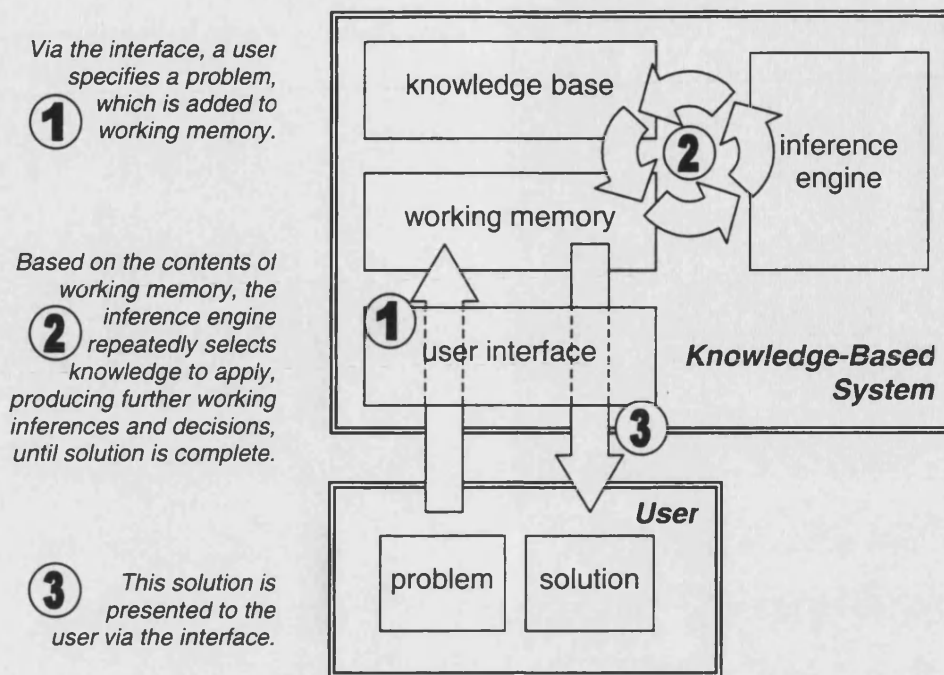 Via the interface, a user
specifies a problem,
1 which is added to
working memory.
Based on the contents of
working memory, the
2 inference engine
repeatedly selects
knowledge to apply,
producing further working
inferences and decisions,
until solution is complete.
3 This solution is
presented to the
user via the interface.
knowledge base
2
inference
engine
working memory
1
user interface
Knowledge-Based
System
3
User
problem
solution